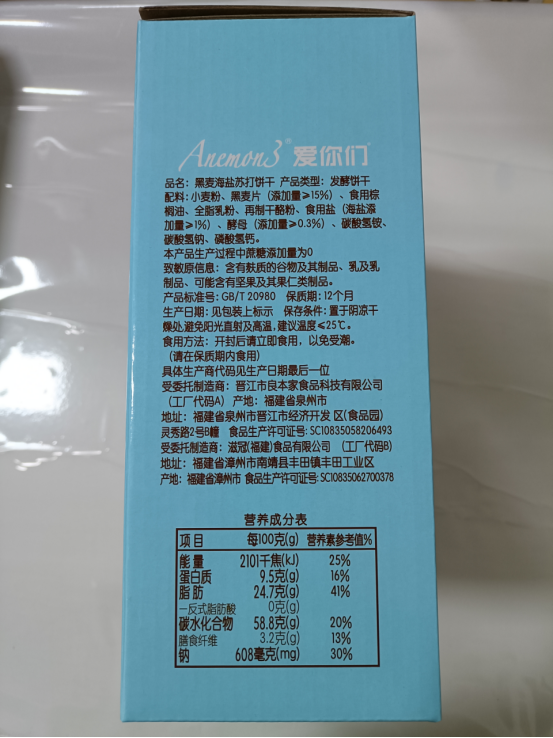 Anemon3® 爱你们
品名：黑麦海盐苏打饼干 产品类型：发酵饼干
配料：小麦粉、黑麦片（添加量≥15%）、食用棕
榈油、全脂乳粉、再制干酪粉、食用盐（海盐添
加量≥1%）、酵母（添加量≥0.3%）、碳酸氢铵、
碳酸氢钠、磷酸氢钙。
本产品生产过程中蔗糖添加量为0
致敏原信息：含有麸质的谷物及其制品、乳及乳
制品、可能含有坚果及其果仁类制品。
产品标准号：GB/T 20980 保质期：12个月
生产日期：见包装上标示 保存条件：置于阴凉干
燥处,避免阳光直射及高温,建议温度≤25℃。
食用方法：开封后请立即食用，以免受潮。
（请在保质期内食用）
具体生产商代码见生产日期最后一位
受委托制造商：晋江市良本家食品科技有限公司
（工厂代码A） 产地：福建省泉州市
地址：福建省泉州市晋江市经济开发 区(食品园)
灵秀路2号B幢 食品生产许可证号：SC10835058206493
受委托制造商：滋冠(福建)食品有限公司 （工厂代码B）
地址：福建省漳州市南靖县丰田镇丰田工业区
产地：福建省漳州市 食品生产许可证号：SC10835062700378
营养成分表
项目 每100克(g) 营养素参考值%
能量 2101千焦(kJ) 25%
蛋白质 9.5克(g) 16%
脂肪 24.7克(g) 41%
—反式脂肪酸 0克(g)
碳水化合物 58.8克(g) 20%
膳食纤维 3.2克(g) 13%
钠 608毫克(mg) 30%